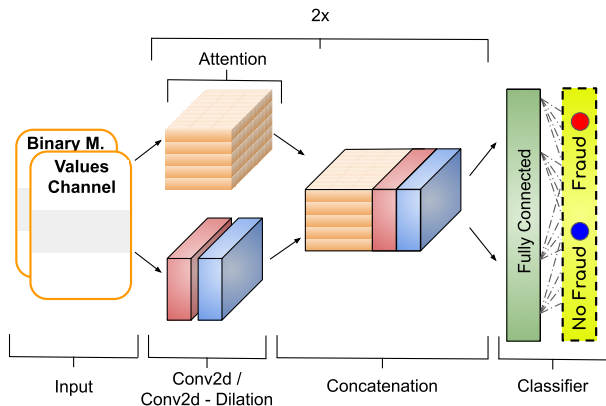 2x
Attention
Binary M.
Values
Channel
Fully Connected
Fraud
No Fraud
Input
Conv2d /
Conv2d - Dilation
Concatenation
Classifier